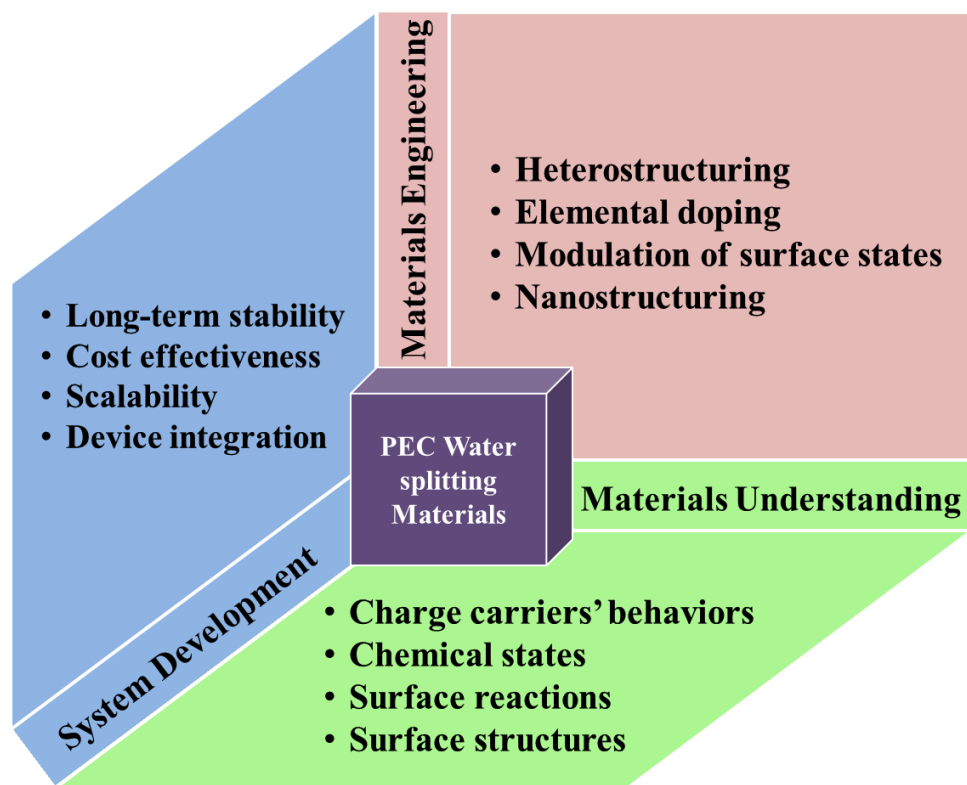 Materials Engineering
• Heterostructuring
• Elemental doping
• Modulation of surface states
• Nanostructuring
• Long-term stability
• Cost effectiveness
• Scalability
• Device integration
System Development
PEC Water
splitting
Materials
Materials Understanding
• Charge carriers’ behaviors
• Chemical states
• Surface reactions
• Surface structures